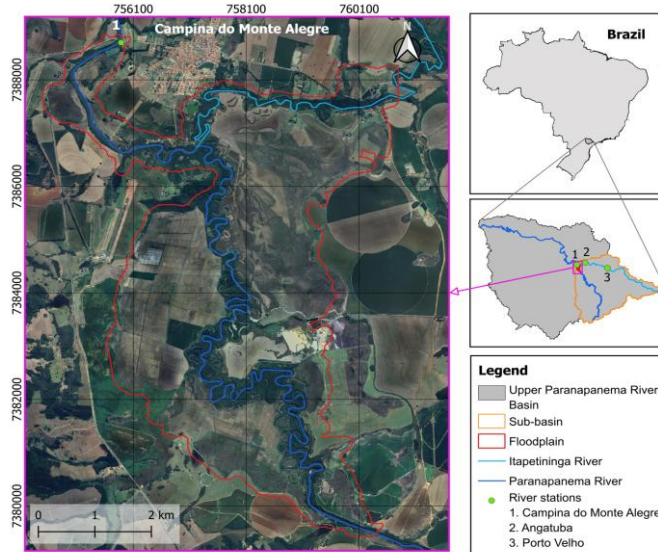 756100
758100
760100
1
Campina do Monte Alegre
N
7388000
7386000
7384000
7382000
7380000
0
1
2 km
Brazil
1
2
3
Legend
Upper Paranapanema River
Basin
Sub-basin
Floodplain
Itapetininga River
Paranapanema River
River stations
1. Campina do Monte Alegre
2. Angatuba
3. Porto Velho